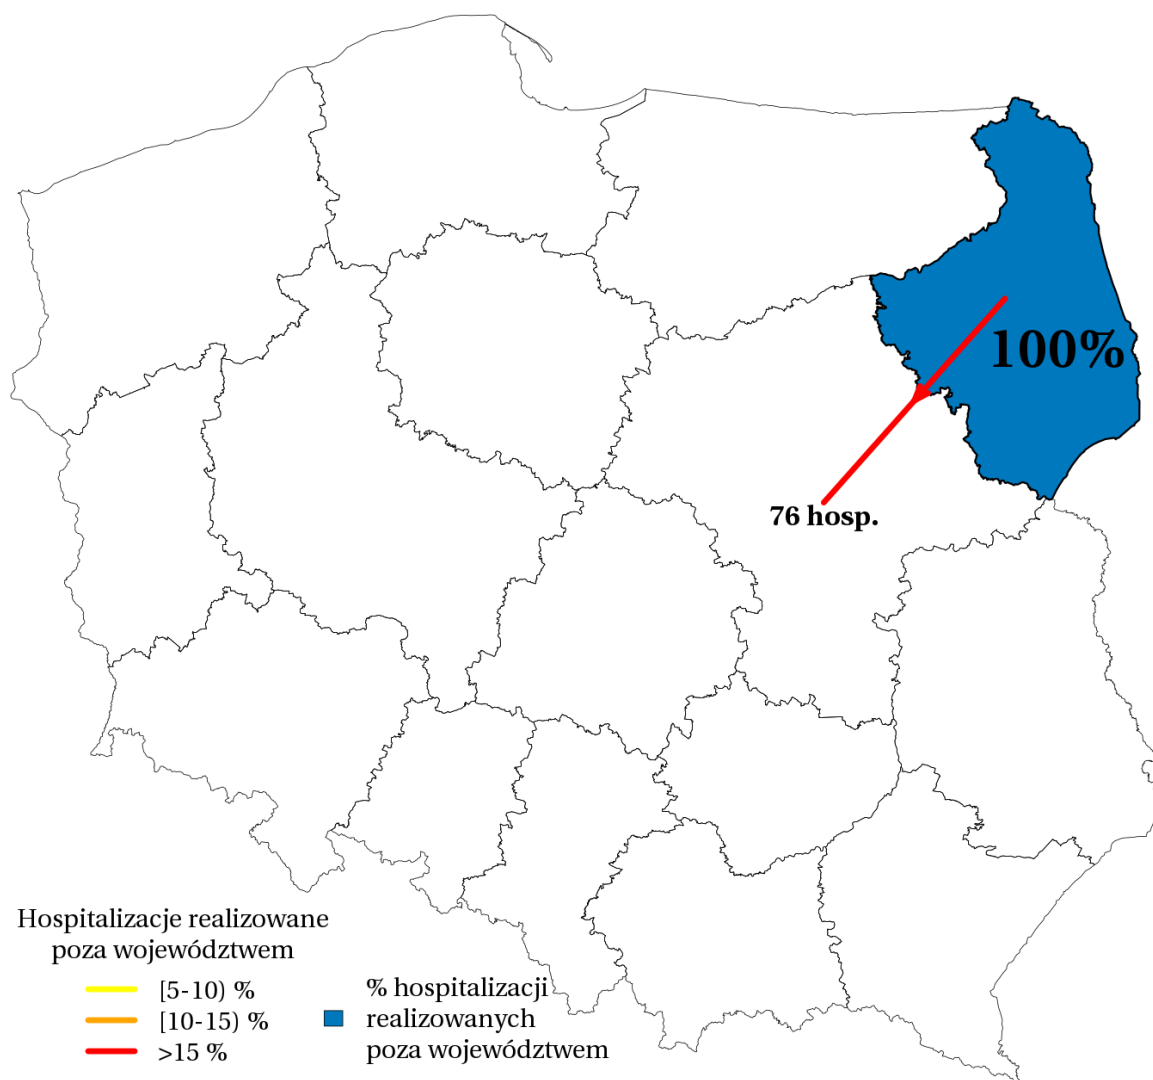 100%
76 hosp.
Hospitalizacje realizowane
poza województwem
[5-10) %
[10-15) %
>15 %
% hospitalizacji
realizowanych
poza województwem